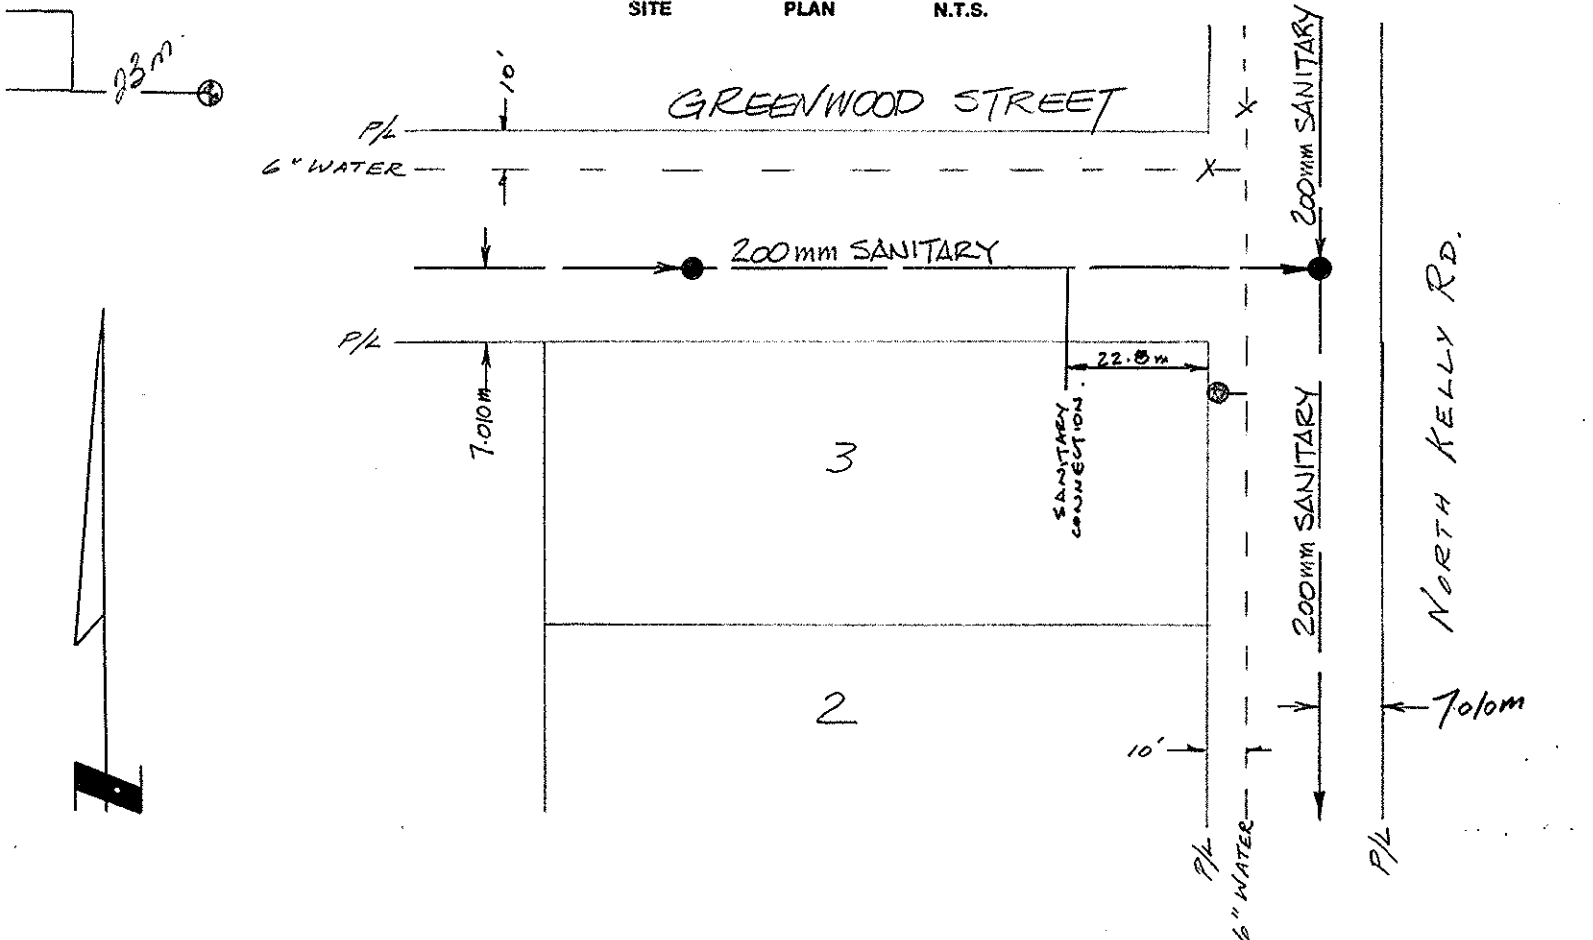 SITE PLAN N.T.S.
23m
10'
GREENWOOD STREET
P/L
6" WATER
200mm SANITARY
200mm SANITARY
P/L
7.010m
22.8m
SANITARY
CONNECTION.
3
200mm SANITARY
NORTH KELLY RD.
2
7.010m
10'
P/L
6" WATER
P/L